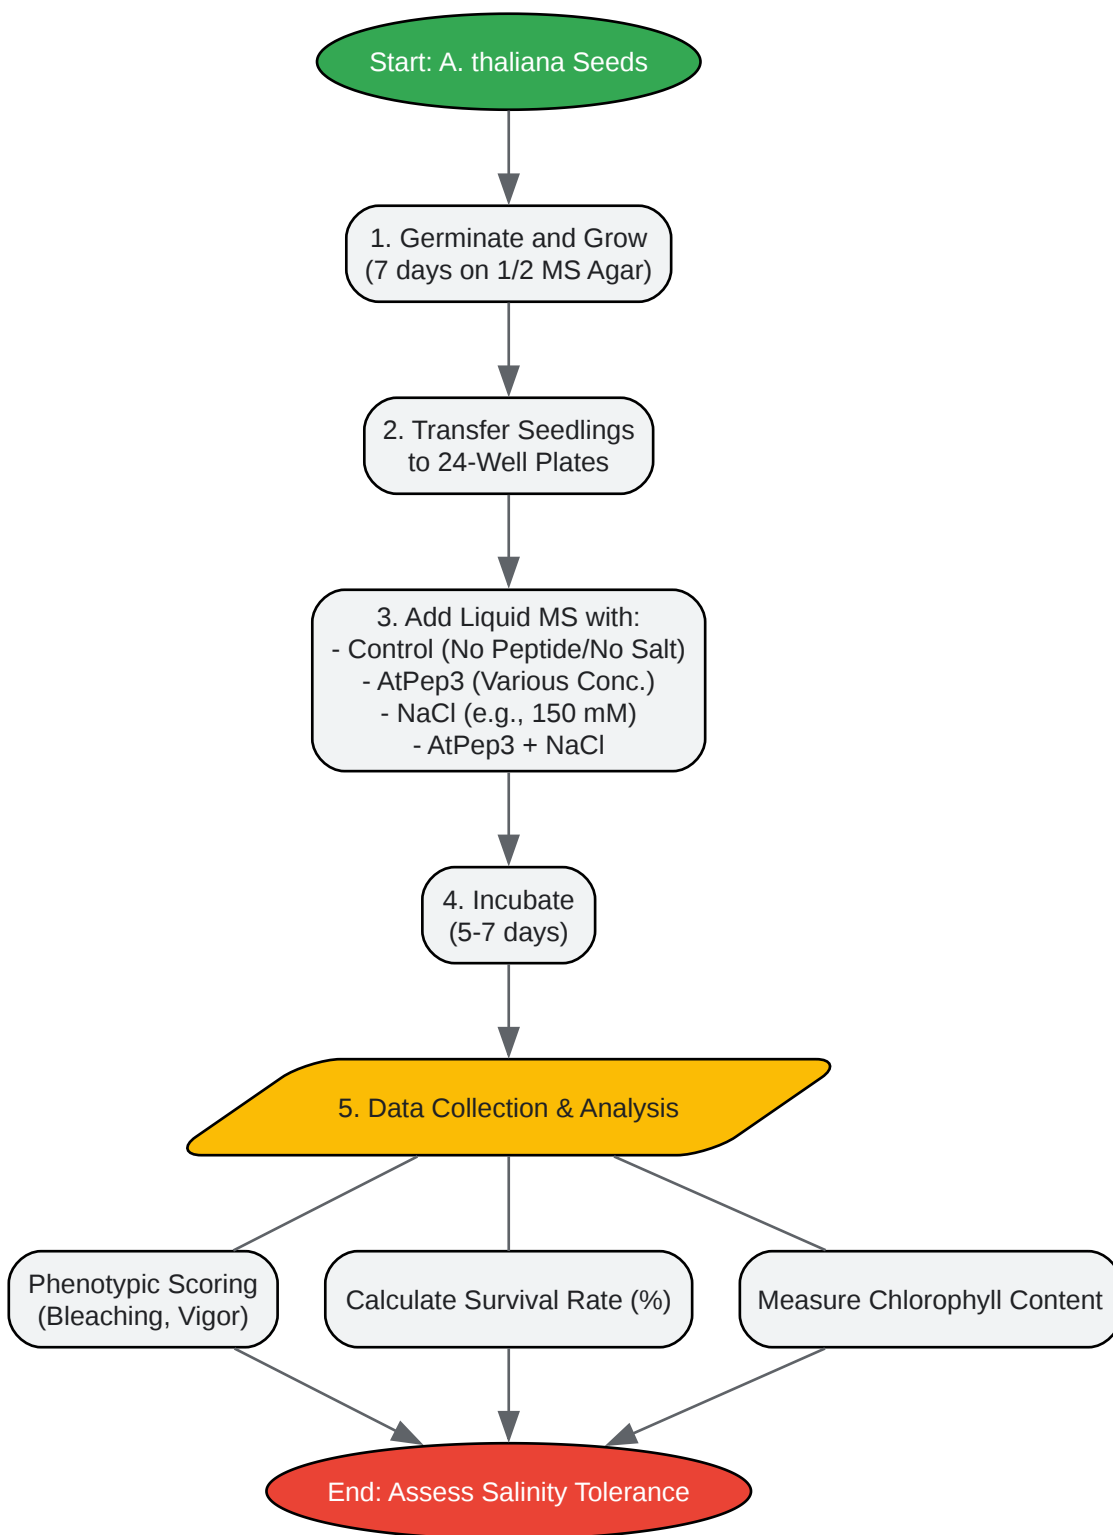 Start: A. thaliana Seeds
1. Germinate and Grow
(7 days on 1/2 MS Agar)
2. Transfer Seedlings
to 24-Well Plates
3. Add Liquid MS with:
- Control (No Peptide/No Salt)
- AtPep3 (Various Conc.)
- NaCl (e.g., 150 mM)
- AtPep3 + NaCl
4. Incubate
(5-7 days)
5. Data Collection & Analysis
Phenotypic Scoring
(Bleaching, Vigor)
Calculate Survival Rate (%)
Measure Chlorophyll Content
End: Assess Salinity Tolerance